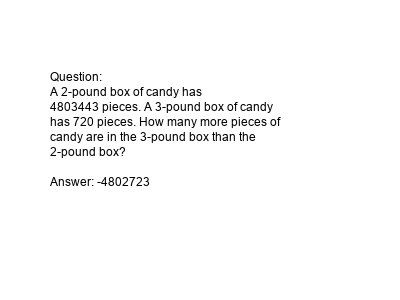 Question:
A 2-pound box of candy has
4803443 pieces. A 3-pound box of candy
has 720 pieces. How many more pieces of
candy are in the 3-pound box than the
2-pound box?
Answer: -4802723